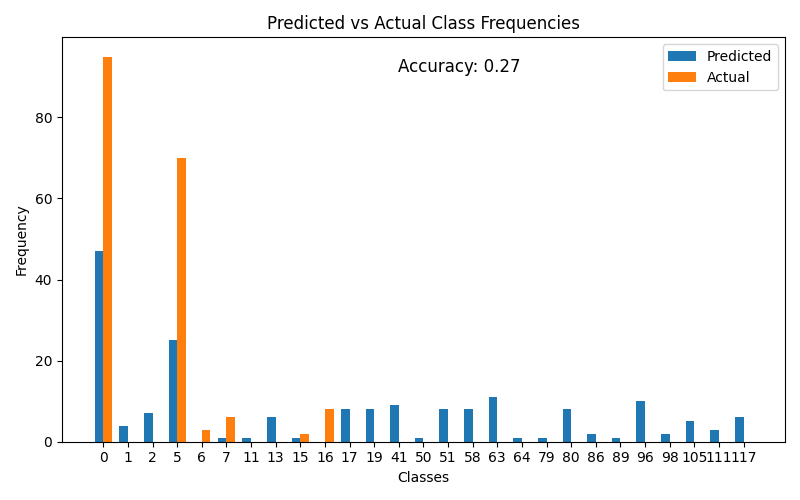 Predicted vs Actual Class Frequencies
Accuracy: 0.27
Predicted
Actual
Frequency
80
60
40
20
0
0 1 2 5 6 7 11 13 15 16 17 19 41 50 51 58 63 64 79 80 86 89 96 98 105 111 117
Classes